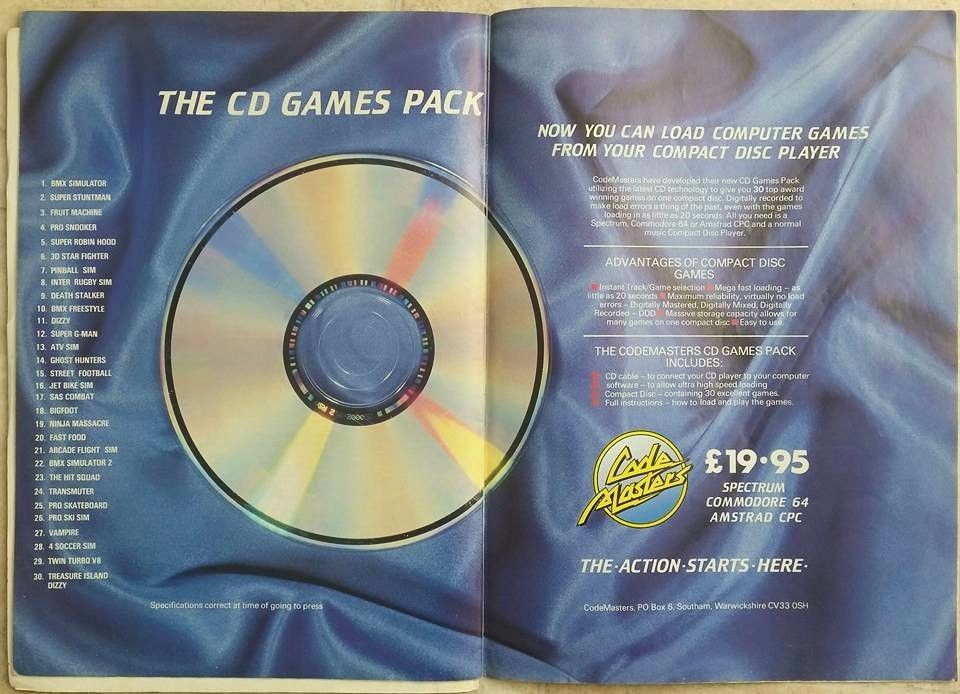 THE CD GAMES PACK
1. BMX SIMULATOR
2. SUPER STUNTMAN
3. FRUIT MACHINE
4. PRO SNOOKER
5. SUPER ROBIN HOOD
6. 3D STAR FIGHTER
7. PINBALL SIM
8. INTER RUGBY SIM
9. DEATH STALKER
10. BMX FREESTYLE
11. DIZZY
12. SUPER G-MAN
13. ATV SIM
14. GHOST HUNTERS
15. STREET FOOTBALL
16. JET BIKE SIM
17. SAS COMBAT
18. BIGFOOT
19. NINJA MASSACRE
20. FAST FOOD
21. ARCADE FLIGHT SIM
22. BMX SIMULATOR 2
23. THE HIT SQUAD
24. TRANSMUTER
25. PRO SKATEBOARD
26. PRO SKI SIM
27. VAMPIRE
28. 4 SOCCER SIM
29. TWIN TURBO V8
30. TREASURE ISLAND
DIZZY
Specifications correct at time of going to press
NOW YOU CAN LOAD COMPUTER GAMES
FROM YOUR COMPACT DISC PLAYER
CodeMasters have developed their new CD Games Pack
utilizing the latest CD technology to give you 30 top award
winning games on one compact disc. Digitally recorded to
make load errors a thing of the past, even with the games
loading in as little as 20 seconds. All you need is a
Spectrum, Commodore 64 or Amstrad CPC and a normal
music Compact Disc Player.
ADVANTAGES OF COMPACT DISC
GAMES
Instant Track/Game selection Mega fast loading – as
little as 20 seconds Maximum reliability, virtually no load
errors – Digitally Mastered, Digitally Mixed, Digitally
Recorded – DDD Massive storage capacity allows for
many games on one compact disc Easy to use.
THE CODEMASTERS CD GAMES PACK
INCLUDES:
CD cable – to connect your CD player to your computer
software – to allow ultra high speed loading
Compact Disc – containing 30 excellent games.
Full instructions – how to load and play the games.
Code
Masters
£19·95
SPECTRUM
COMMODORE 64
AMSTRAD CPC
THE·ACTION·STARTS·HERE·
CodeMasters, PO Box 6, Southam, Warwickshire CV33 0SH